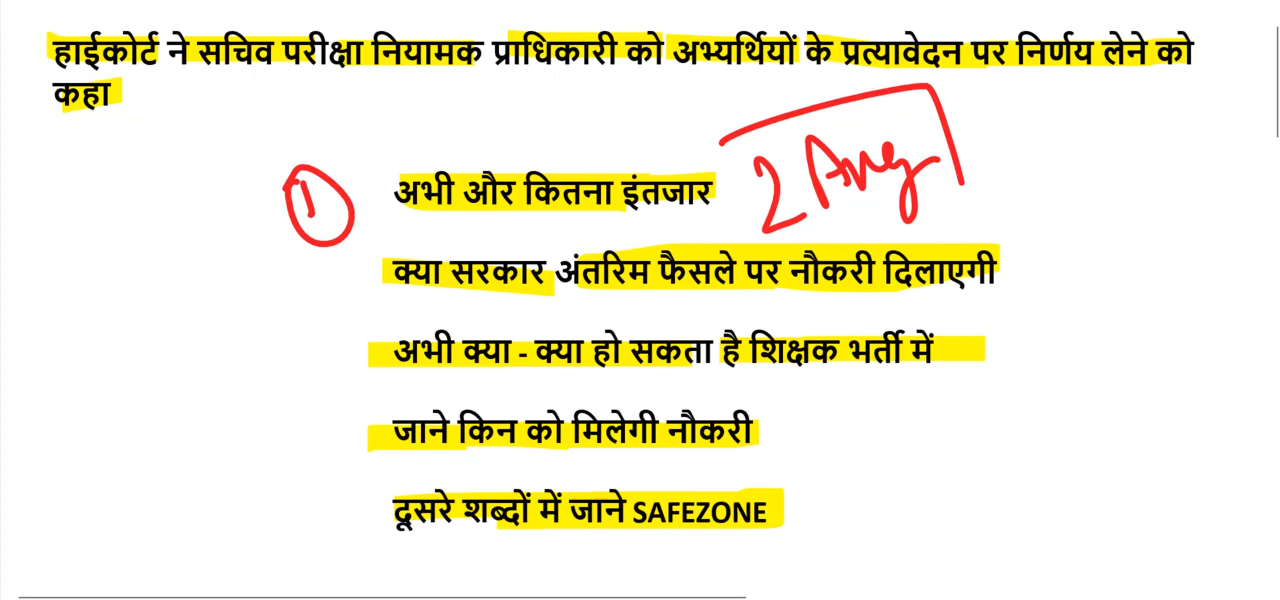 हाईकोर्ट ने सचिव परीक्षा नियामक प्राधिकारी को अभ्यर्थियों के प्रत्यावेदन पर निर्णय लेने को
कहा
2 Aug
1 अभी और कितना इंतजार
क्या सरकार अंतरिम फैसले पर नौकरी दिलाएगी
अभी क्या - क्या हो सकता है शिक्षक भर्ती में
जाने किन को मिलेगी नौकरी
दूसरे शब्दों में जाने SAFEZONE